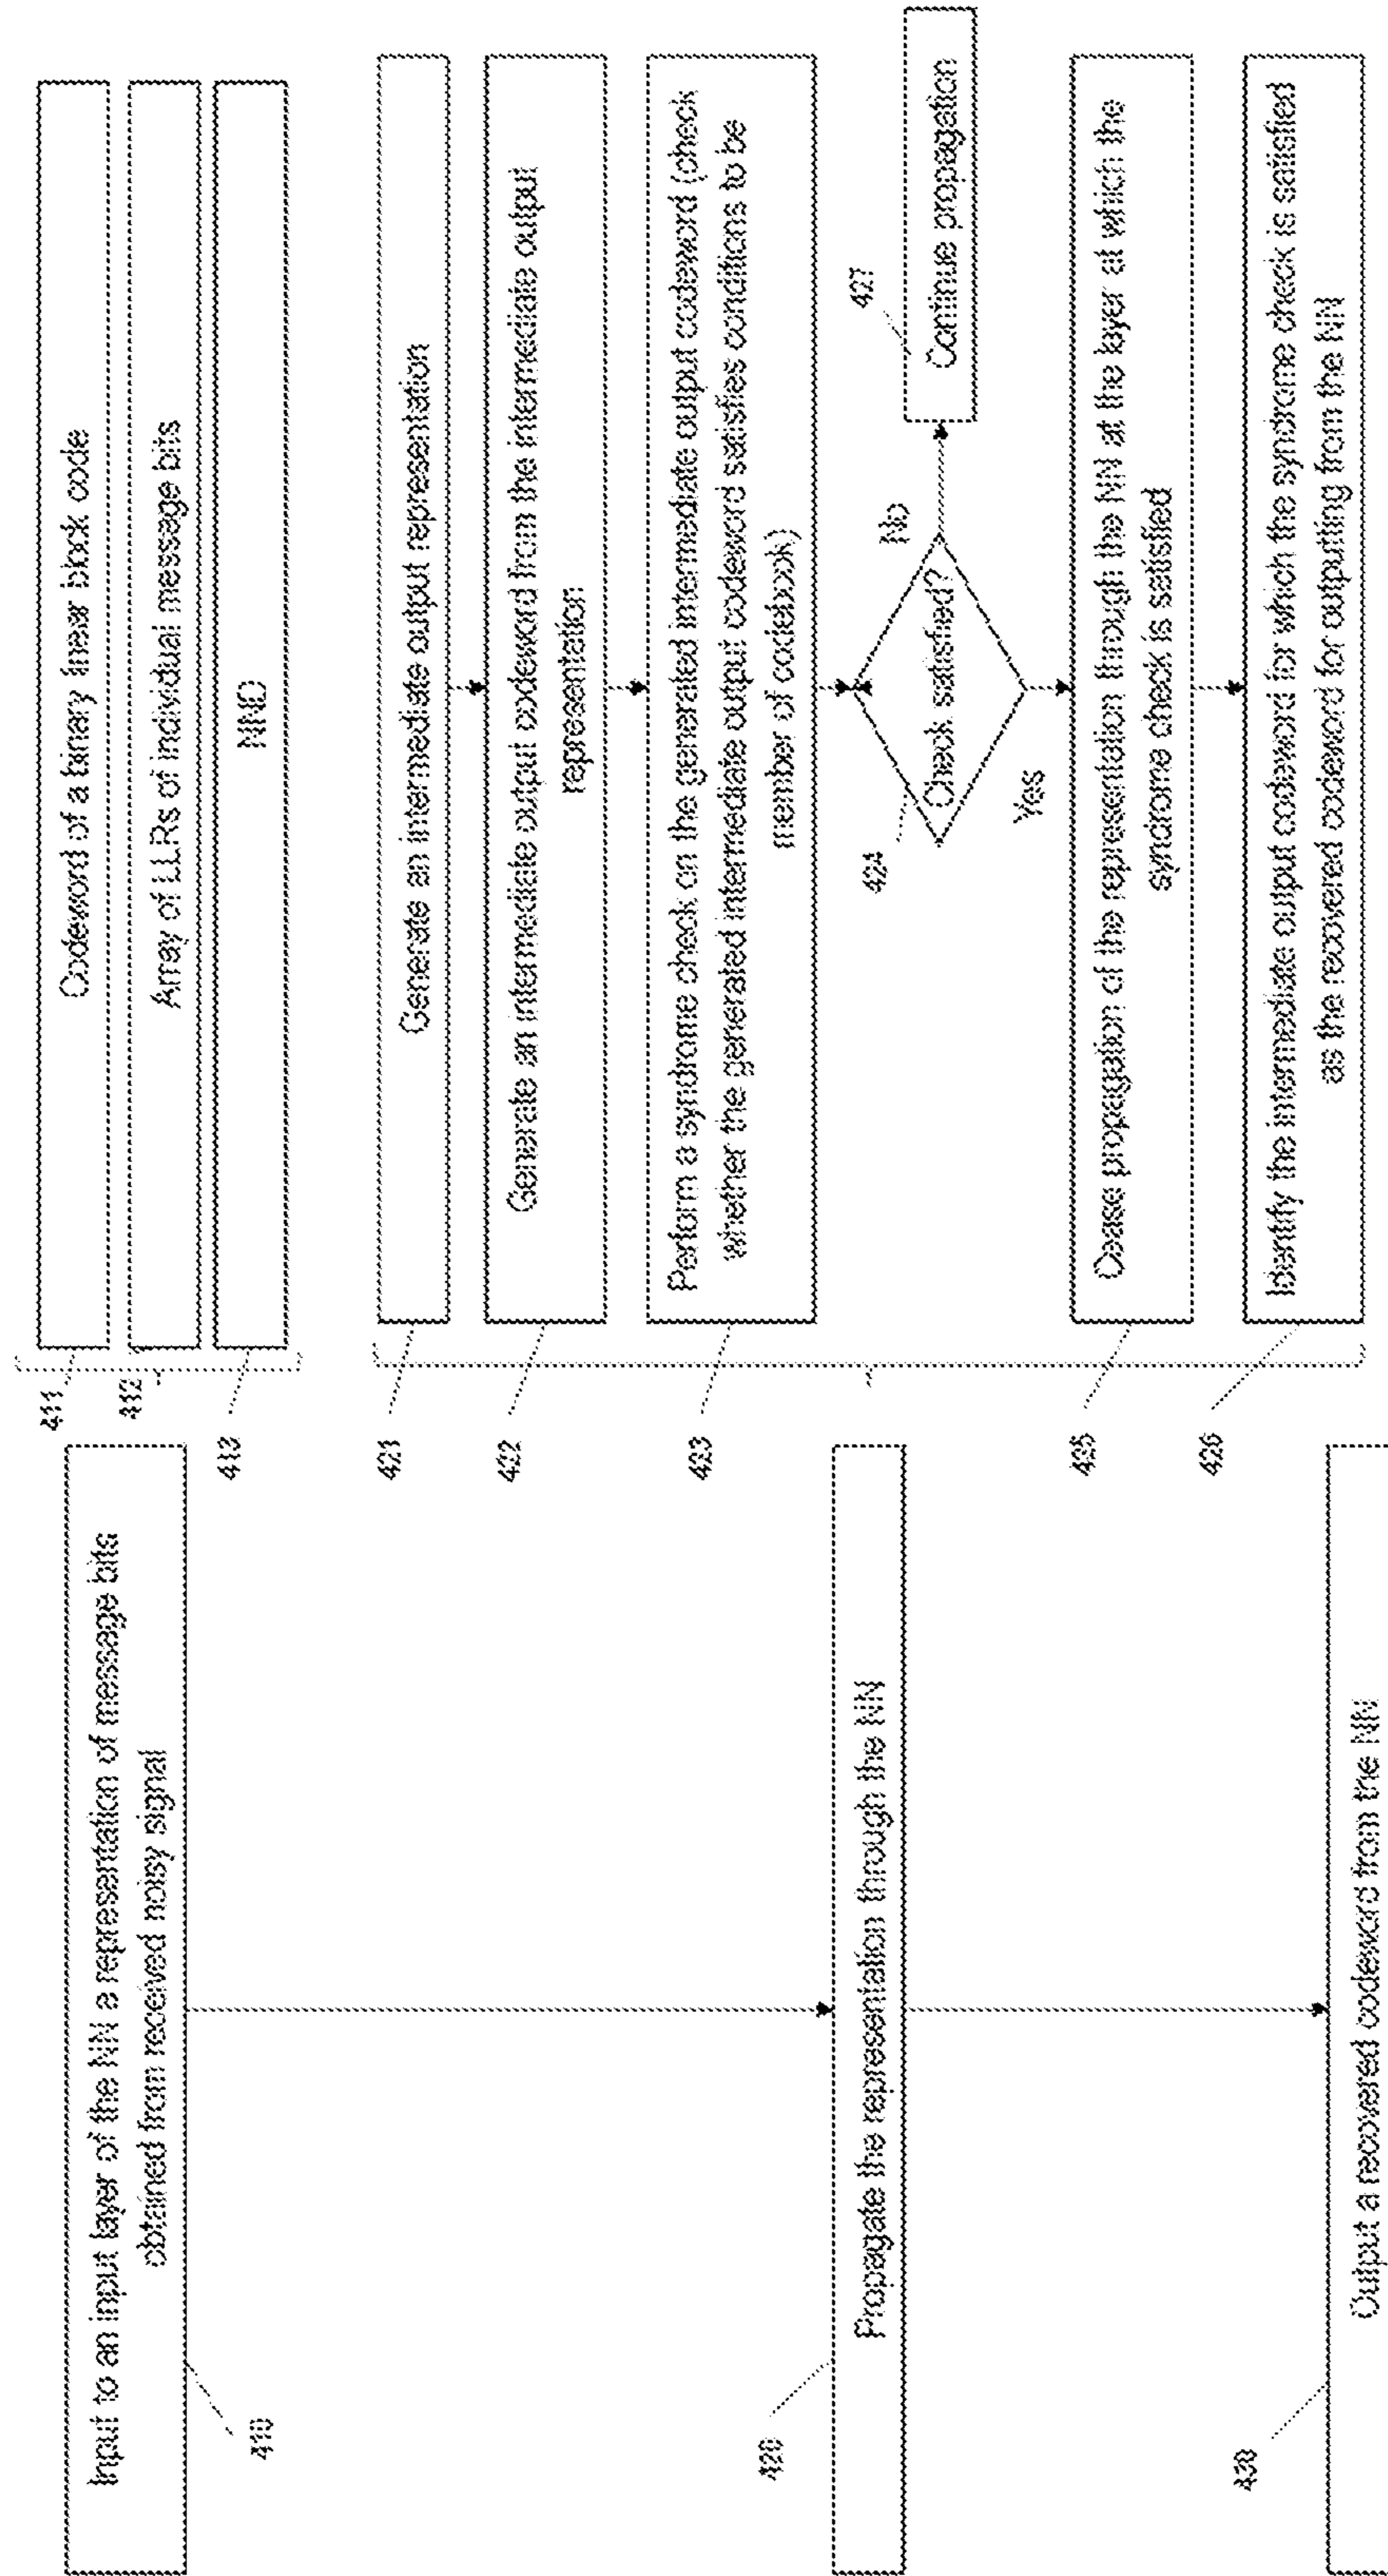 Input to an input layer of the NN a representation of message bits
obtained from received noisy signal
410
Propagate the representation through the NN
420
Output a recovered codeword from the NN
430
411
Codeword of a binary linear block code
412
Array of LLRs of individual message bits
413
NND
421
Generate an intermediate output representation
422
Generate an intermediate output codeword from the intermediate output
representation
423
Perform a syndrome check on the generated intermediate output codeword (check
whether the generated intermediate output codeword satisfies conditions to be
member of codebook)
424
Check satisfied?
No
427
Continue propagation
Yes
425
Cease propagation of the representation through the NN at the layer at which the
syndrome check is satisfied
426
Identify the intermediate output codeword for which the syndrome check is satisfied
as the recovered codeword for outputting from the NN